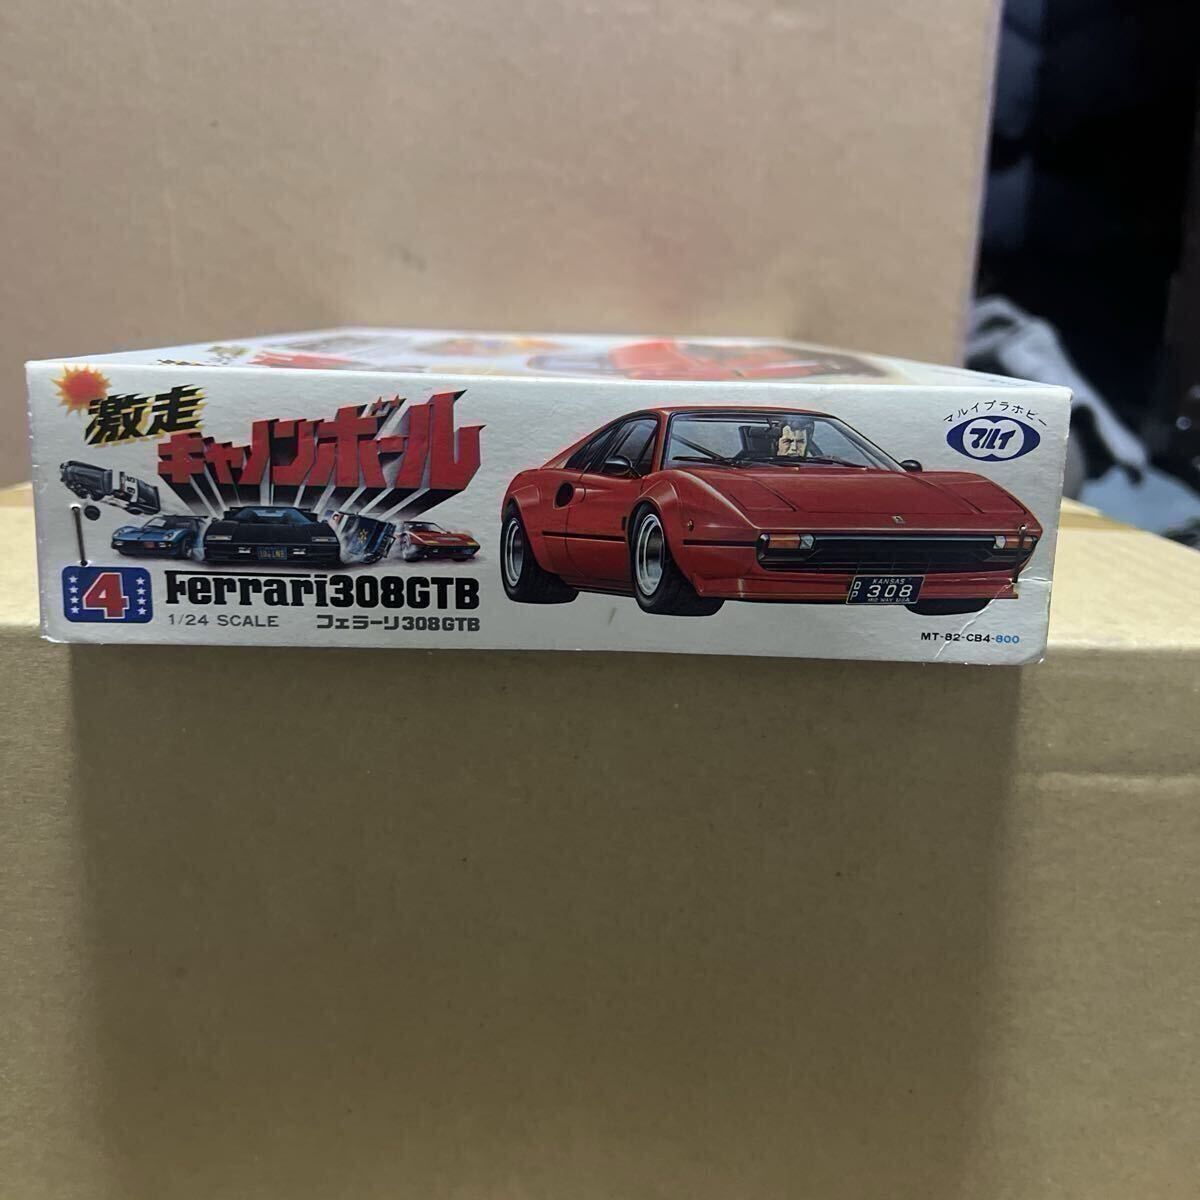 激走
キャノンボール
4
Ferrari308GTB
1/24 SCALE フェラーリ308GTB
マルイプラホビー
マルイ
KANSAS
DP 308
MT-82-CB4-800